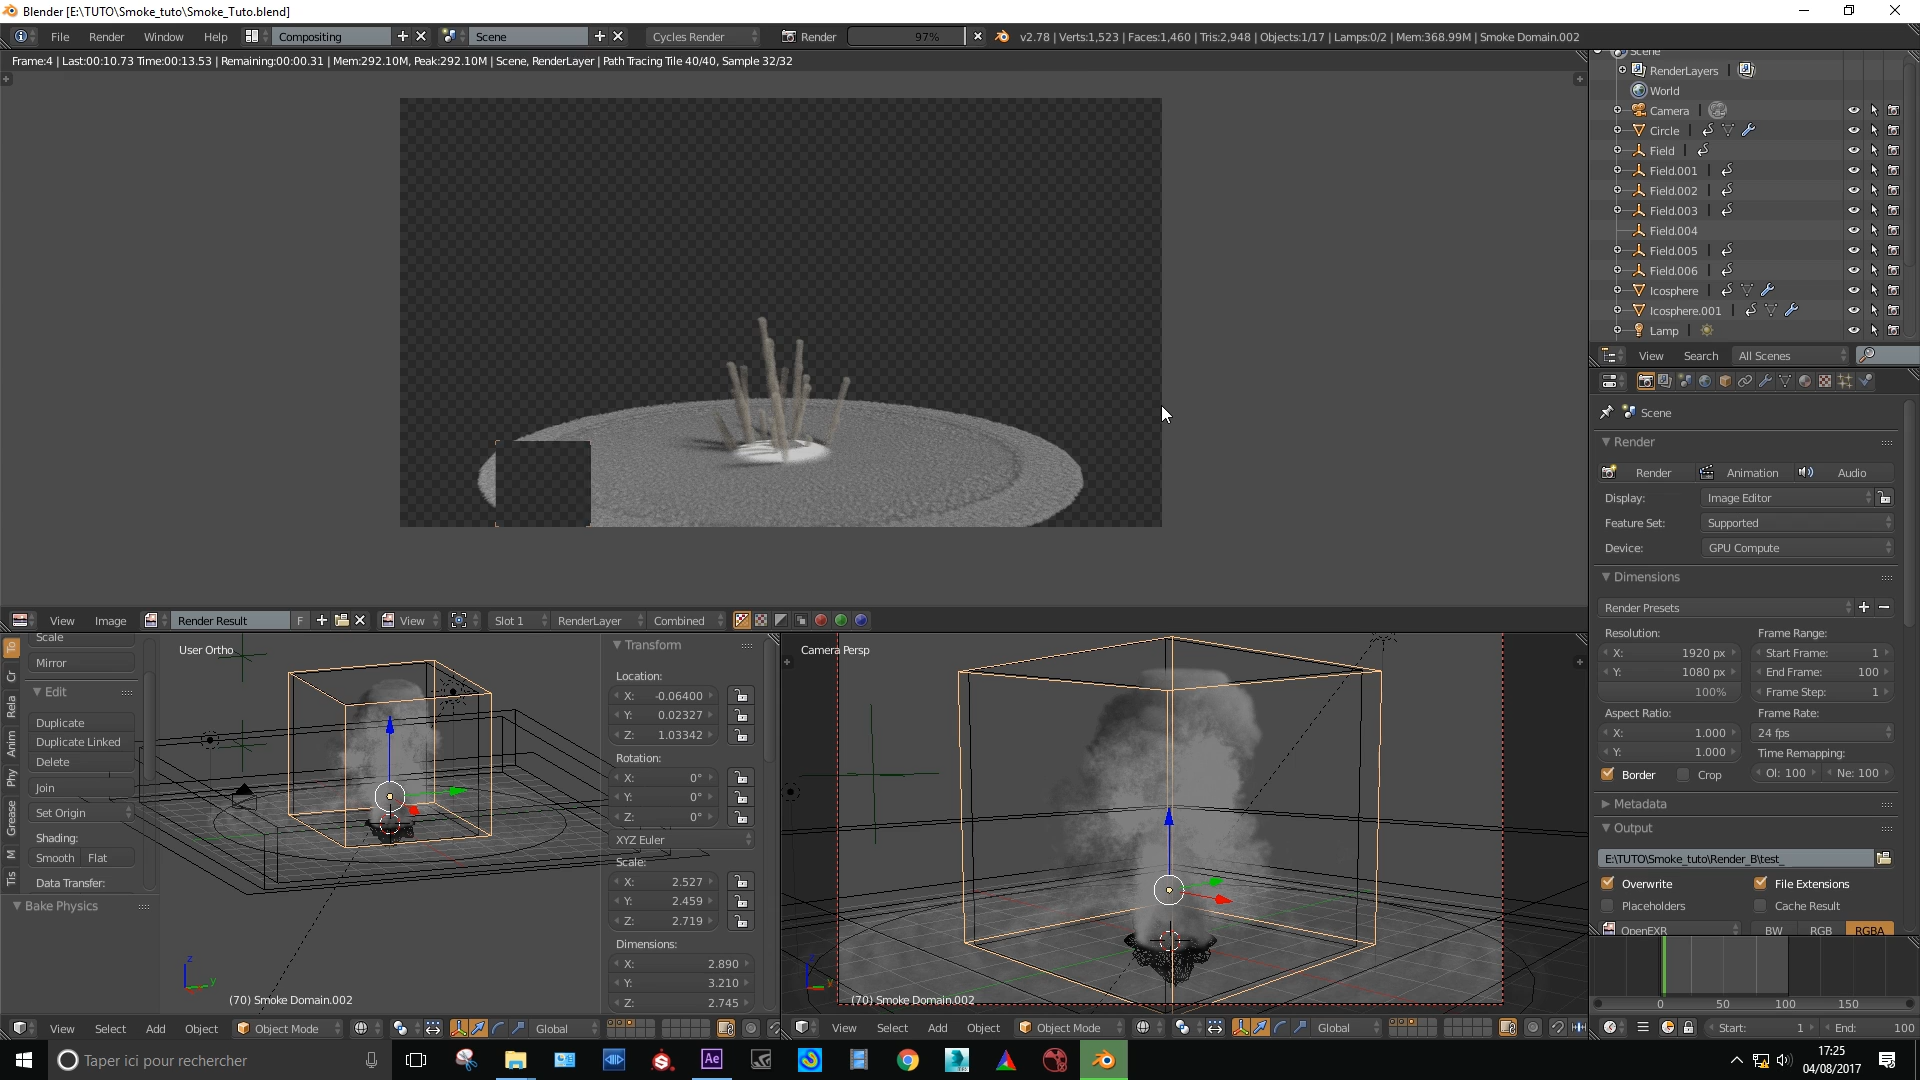 Blender [E:\TUTO\Smoke_tuto\Smoke_Tuto.blend]
File Render Window Help Compositing Scene Cycles Render Render 97% v2.78 | Verts:1,523 | Faces:1,460 | Tris:2,948 | Objects:1/17 | Lamps:0/2 | Mem:368.99M | Smoke Domain.002
Frame:4 | Last:00:10.73 Time:00:13.53 | Remaining:00:00.31 | Mem:292.10M, Peak:292.10M | Scene, RenderLayer | Path Tracing Tile 40/40, Sample 32/32
Scene
RenderLayers
World
Camera
Circle
Field
Field.001
Field.002
Field.003
Field.004
Field.005
Field.006
Icosphere
Icosphere.001
Lamp
View Search All Scenes
Scene
Render
Render Animation Audio
Display: Image Editor
Feature Set: Supported
Device: GPU Compute
Dimensions
Render Presets
Resolution: Frame Range:
X: 1920 px Start Frame: 1
Y: 1080 px End Frame: 100
100% Frame Step: 1
Aspect Ratio: Frame Rate:
X: 1.000 24 fps
Y: 1.000 Time Remapping:
Border Crop Ol: 100 Ne: 100
Metadata
Output
E:\TUTO\Smoke_tuto\Render_B\test_
Overwrite File Extensions
Placeholders Cache Result
OpenEXR BW RGB RGBA
0 50 100 150
Start: 1 End: 100
View Image Render Result F View Slot 1 RenderLayer Combined
To
Cr
Rela
Anim
Phy
Grease
M
Tis
Scale
Mirror
Edit
Duplicate
Duplicate Linked
Delete
Join
Set Origin
Shading:
Smooth Flat
Data Transfer:
Bake Physics
User Ortho
z
y
(70) Smoke Domain.002
Transform
Location:
X: -0.06400
Y: 0.02327
Z: 1.03342
Rotation:
X: 0°
Y: 0°
Z: 0°
XYZ Euler
Scale:
X: 2.527
Y: 2.459
Z: 2.719
Dimensions:
X: 2.890
Y: 3.210
Z: 2.745
Camera Persp
z
y
(70) Smoke Domain.002
View Select Add Object Object Mode Global
View Select Add Object Object Mode Global
Taper ici pour rechercher
Ae
17:25
04/08/2017